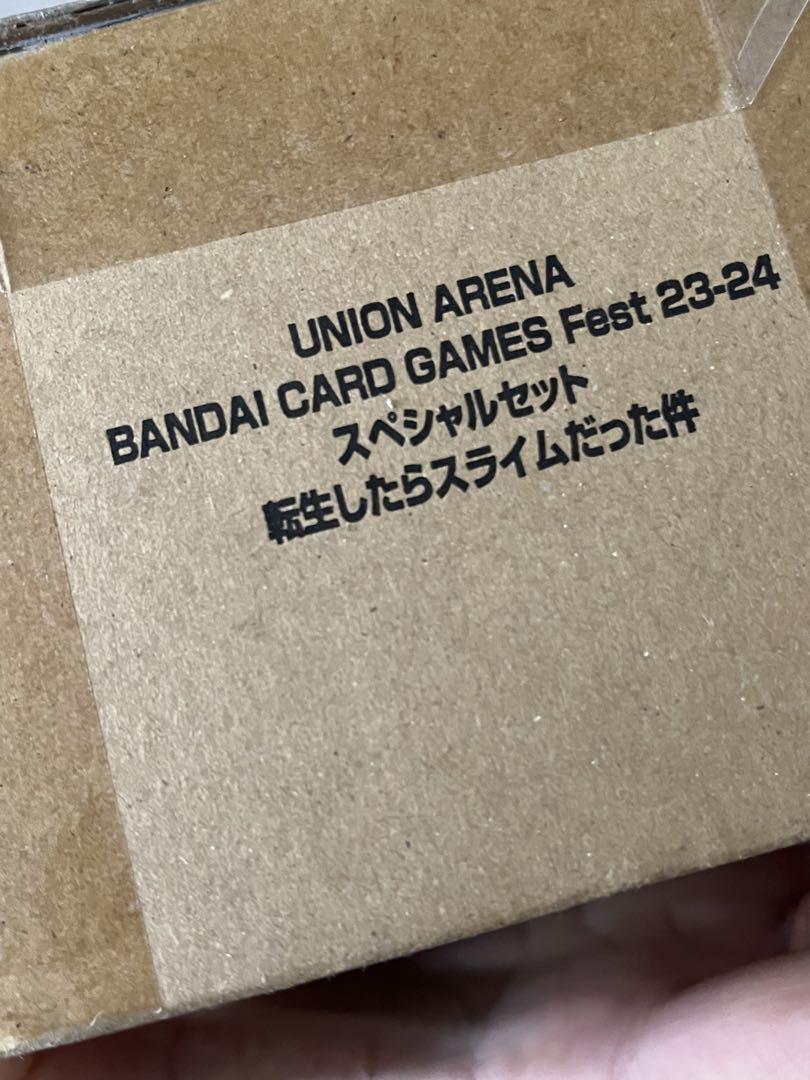 UNION ARENA
BANDAI CARD GAMES Fest 23-24
スペシャルセット
転生したらスライムだった件